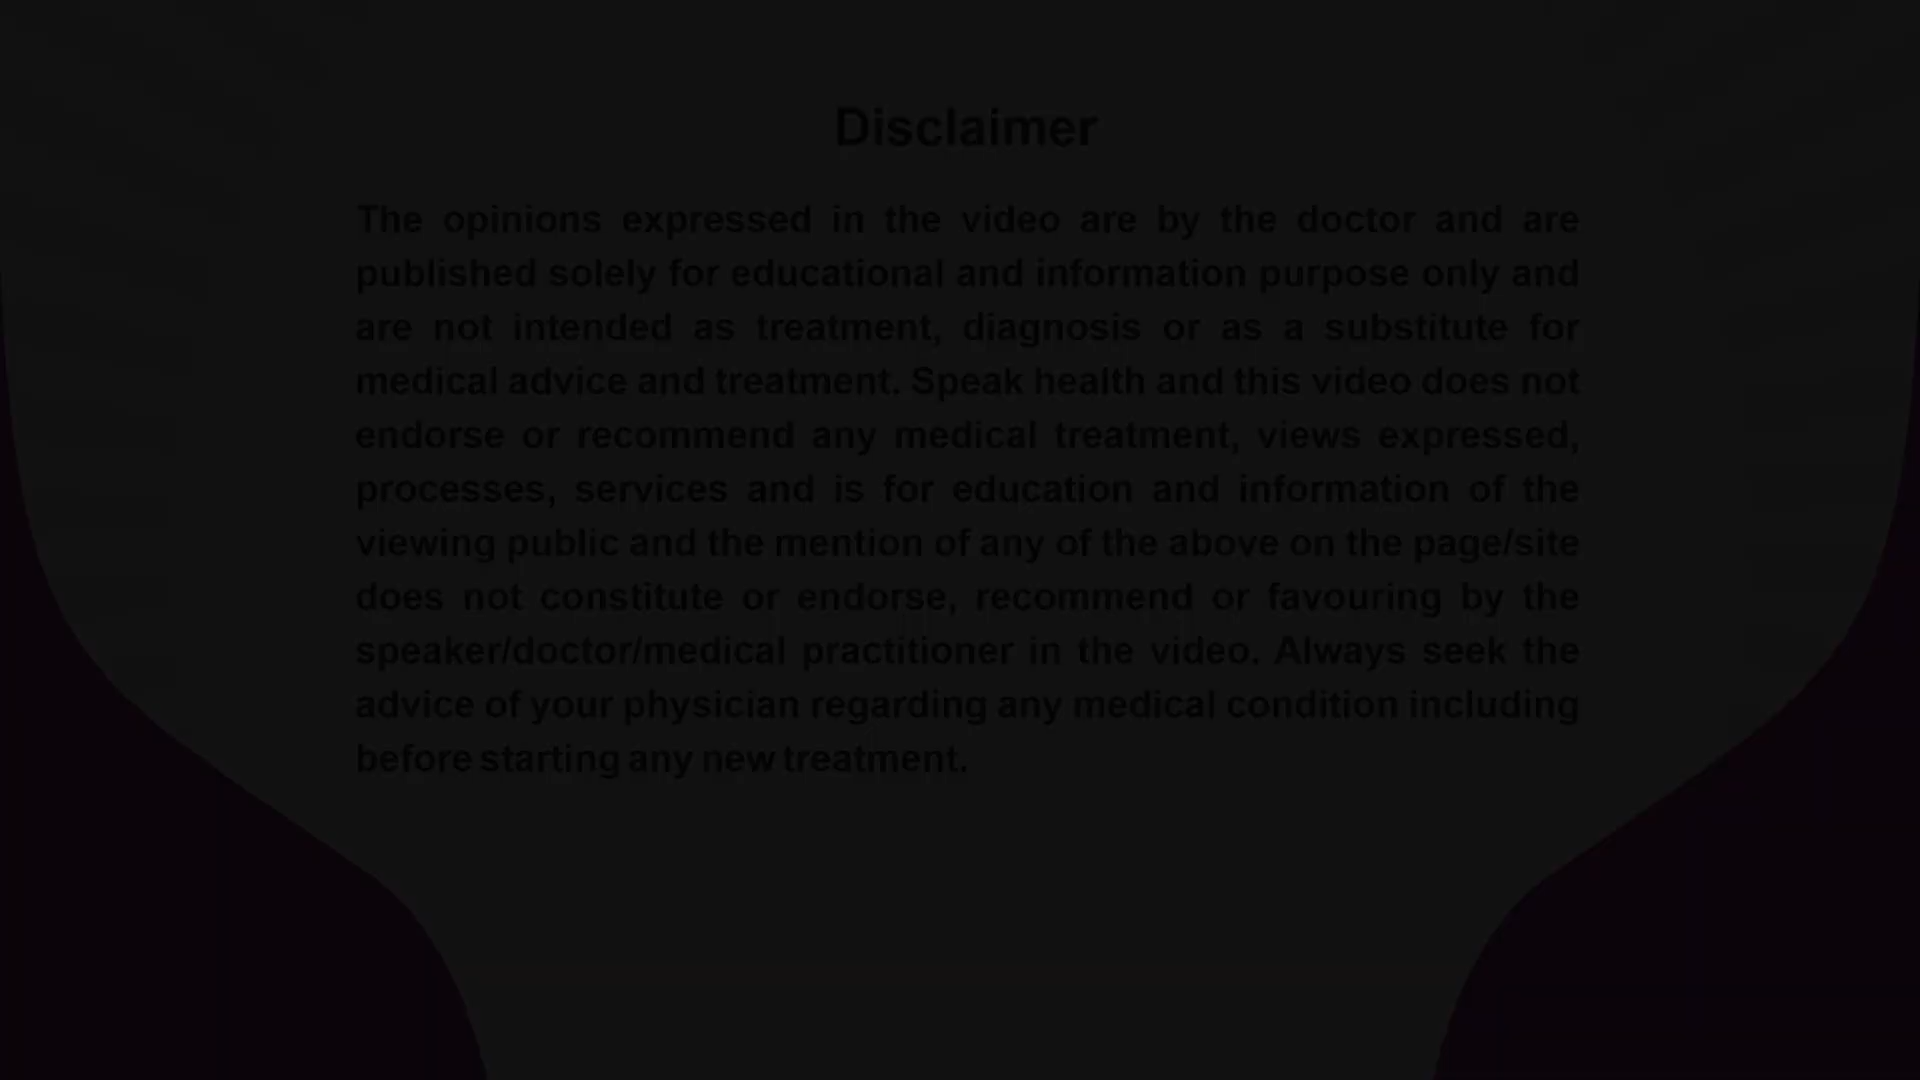 Disclaimer
The opinions expressed in the video are by the doctor and are
published solely for educational and information purpose only and
are not intended as treatment, diagnosis or as a substitute for
medical advice and treatment. Speak health and this video does not
endorse or recommend any medical treatment, views expressed,
processes, services and is for education and information of the
viewing public and the mention of any of the above on the page/site
does not constitute or endorse, recommend or favouring by the
speaker/doctor/medical practitioner in the video. Always seek the
advice of your physician regarding any medical condition including
before starting any new treatment.